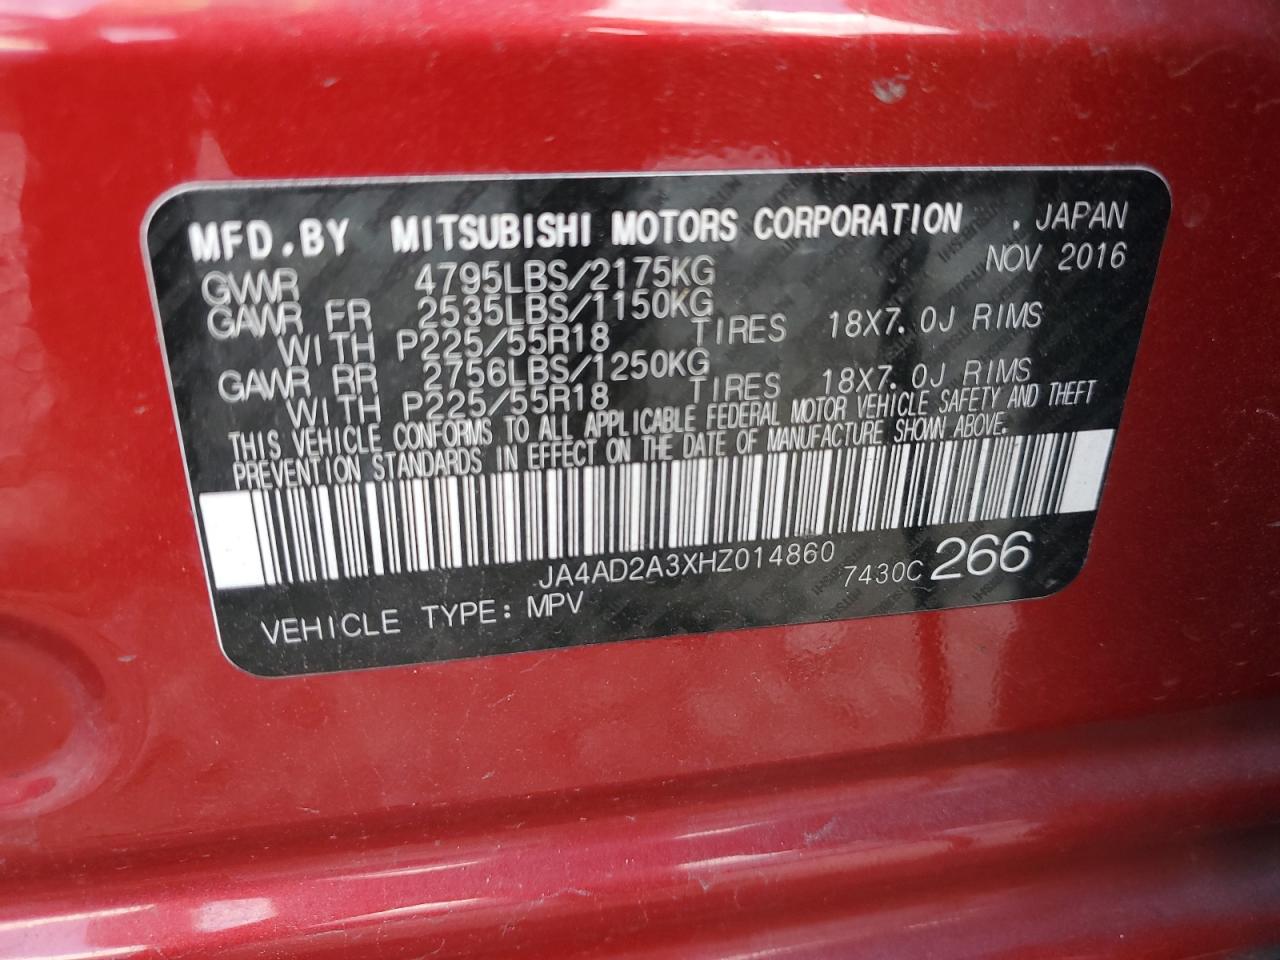 MFD.BY MITSUBISHI MOTORS CORPORATION . JAPAN
NOV 2016
GVWR 4795LBS/2175KG
GAWR FR 2535LBS/1150KG
WITH P225/55R18 TIRES 18X7.0J RIMS
GAWR RR 2756LBS/1250KG
WITH P225/55R18 TIRES 18X7.0J RIMS
THIS VEHICLE CONFORMS TO ALL APPLICABLE FEDERAL MOTOR VEHICLE SAFETY AND THEFT
PREVENTION STANDARDS IN EFFECT ON THE DATE OF MANUFACTURE SHOWN ABOVE.
JA4AD2A3XHZ014860
7430C 266
VEHICLE TYPE: MPV